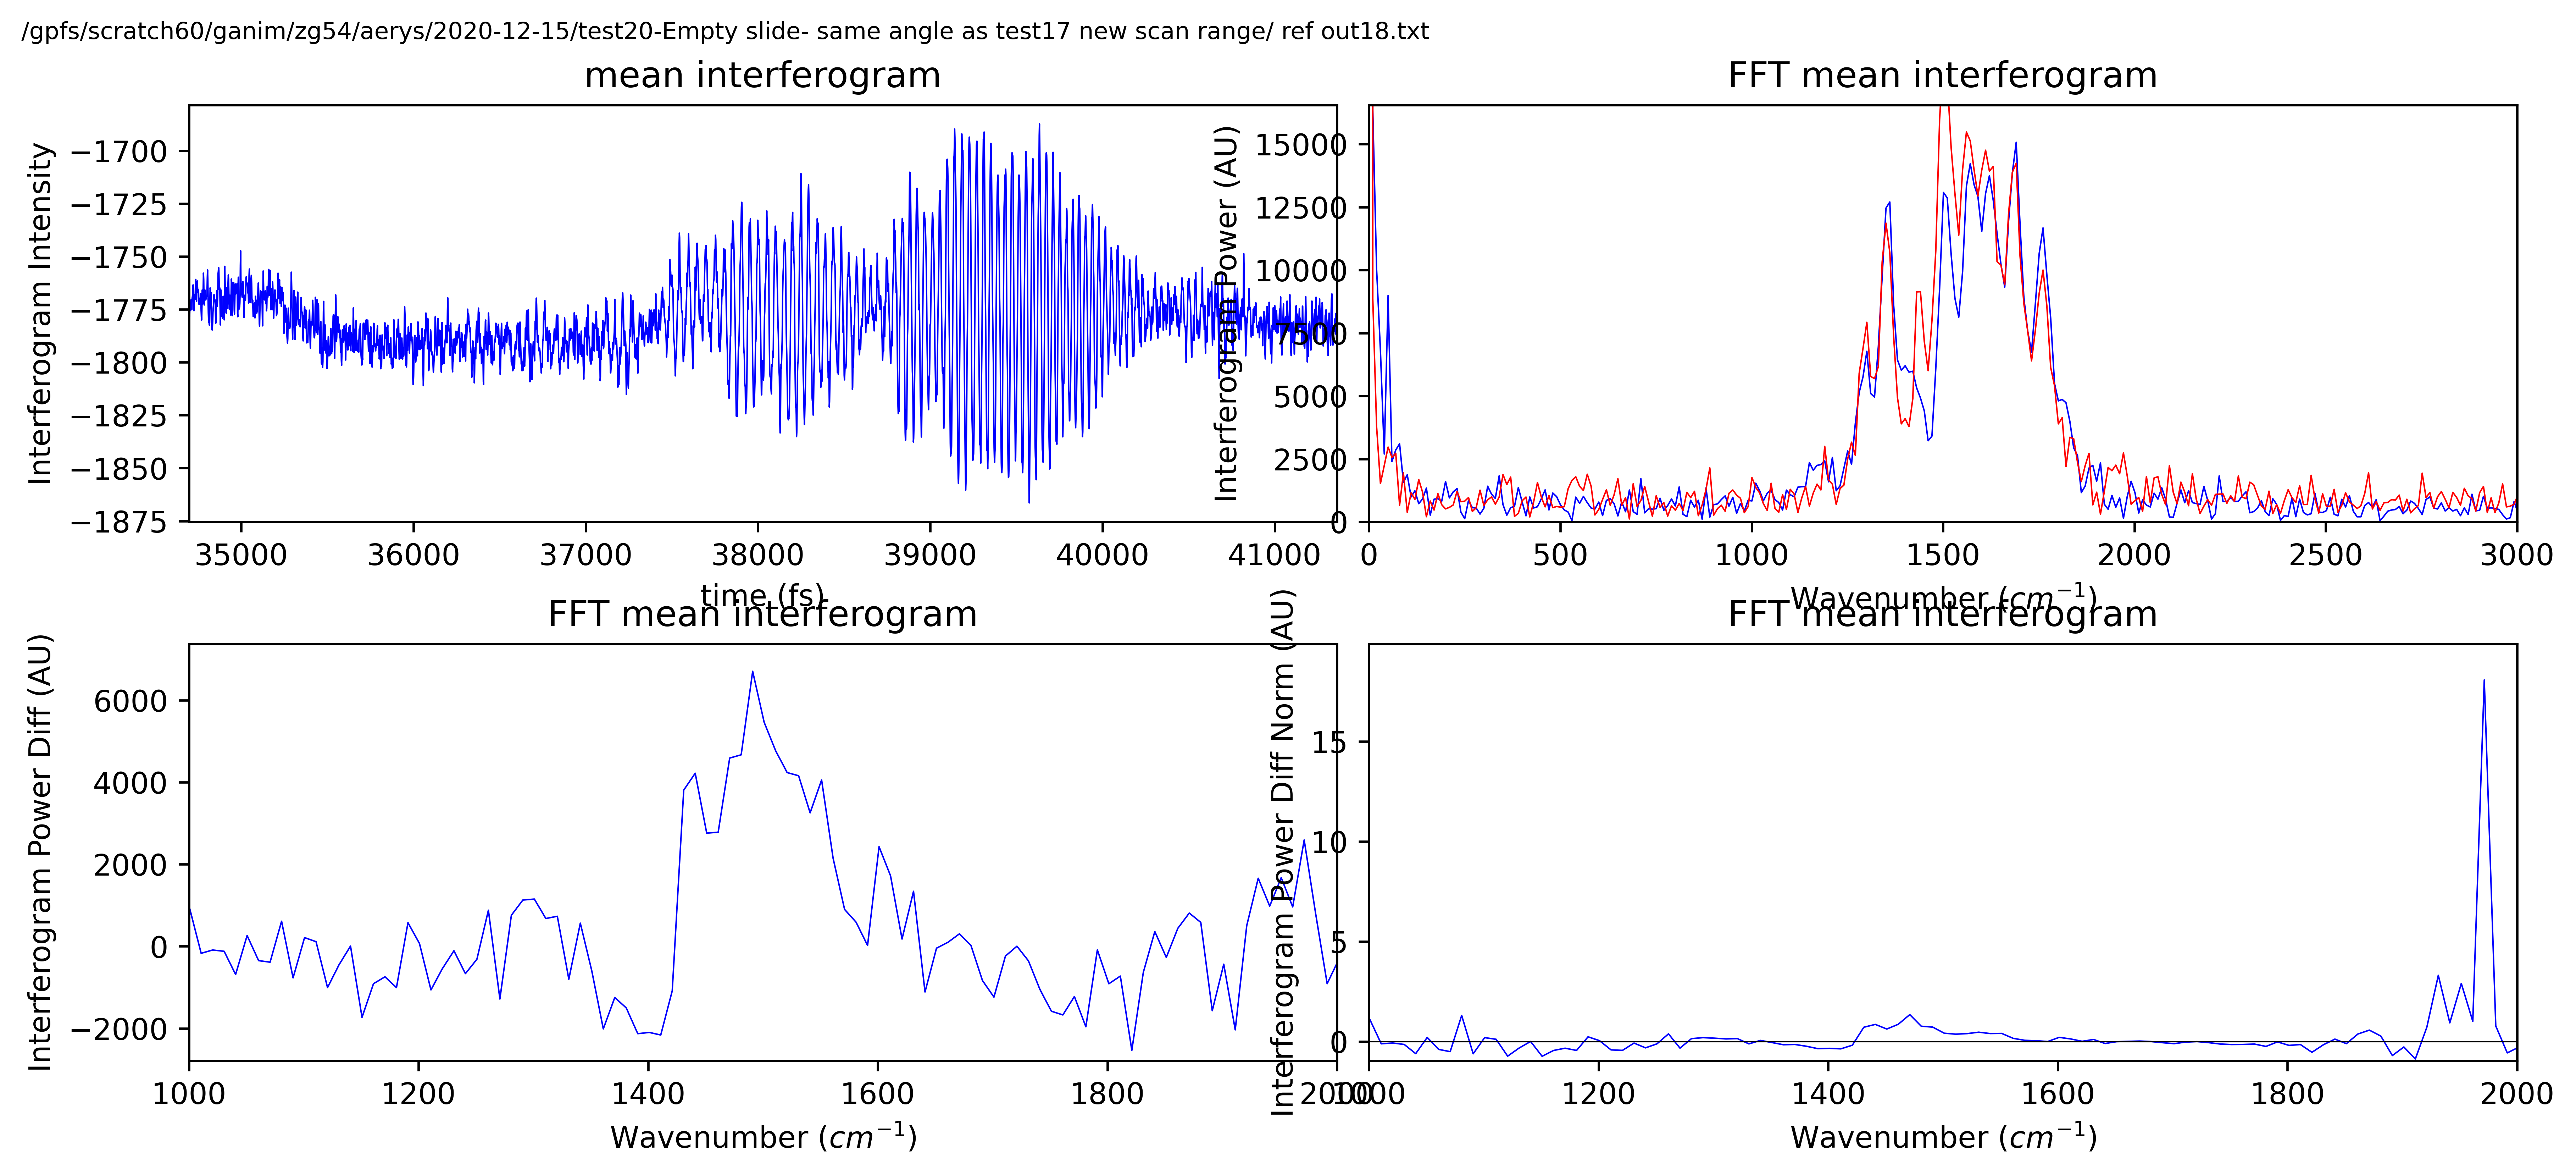 /gpfs/scratch60/ganim/zg54/aerys/2020-12-15/test20-Empty slide- same angle as test17 new scan range/ ref out18.txt
mean interferogram
Interferogram Intensity
−1700
−1725
−1750
−1775
−1800
−1825
−1850
−1875
35000 36000 37000 38000 39000 40000 41000
time (fs)
FFT mean interferogram
Interferogram Power (AU)
15000
12500
10000
7500
5000
2500
0
0 500 1000 1500 2000 2500 3000
Wavenumber (cm⁻¹)
FFT mean interferogram
Interferogram Power Diff (AU)
6000
4000
2000
0
−2000
1000 1200 1400 1600 1800 2000
Wavenumber (cm⁻¹)
FFT mean interferogram
Interferogram Power Diff Norm (AU)
15
10
5
0
1000 1200 1400 1600 1800 2000
Wavenumber (cm⁻¹)